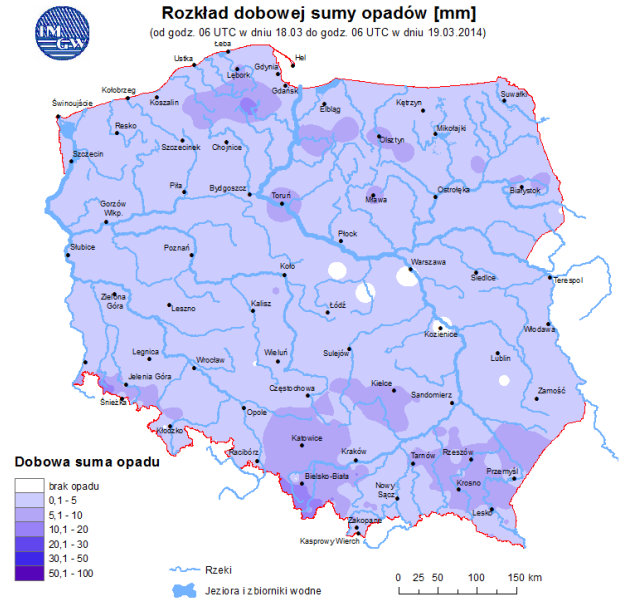 IM
GW
Rozkład dobowej sumy opadów [mm]
(od godz. 06 UTC w dniu 18.03 do godz. 06 UTC w dniu 19.03.2014)
Łeba
Ustka
Hel
Lębork
Gdynia
Gdańsk
Kołobrzeg
Koszalin
Świnoujście
Elbląg
Kętrzyn
Suwałki
Resko
Mikołajki
Olsztyn
Szczecinek
Chojnice
Szczecin
Piła
Bydgoszcz
Toruń
Mława
Ostrołęka
Białystok
Gorzów
Wlkp.
Płock
Słubice
Poznań
Koło
Warszawa
Siedlce
Terespol
Zielona
Góra
Leszno
Kalisz
Łódź
Kozienice
Włodawa
Legnica
Wrocław
Wieluń
Sulejów
Lublin
Jelenia Góra
Częstochowa
Kielce
Sandomierz
Zamość
Śnieżka
Opole
Kłodzko
Katowice
Racibórz
Kraków
Tarnów
Rzeszów
Przemyśl
Bielsko-Biała
Nowy
Sącz
Krosno
Lesko
Zakopane
Kasprowy Wierch
Dobowa suma opadu
brak opadu
0,1 - 5
5,1 - 10
10,1 - 20
20,1 - 30
30,1 - 50
50,1 - 100
Rzeki
Jeziora i zbiorniki wodne
0 25 50 100 150 km